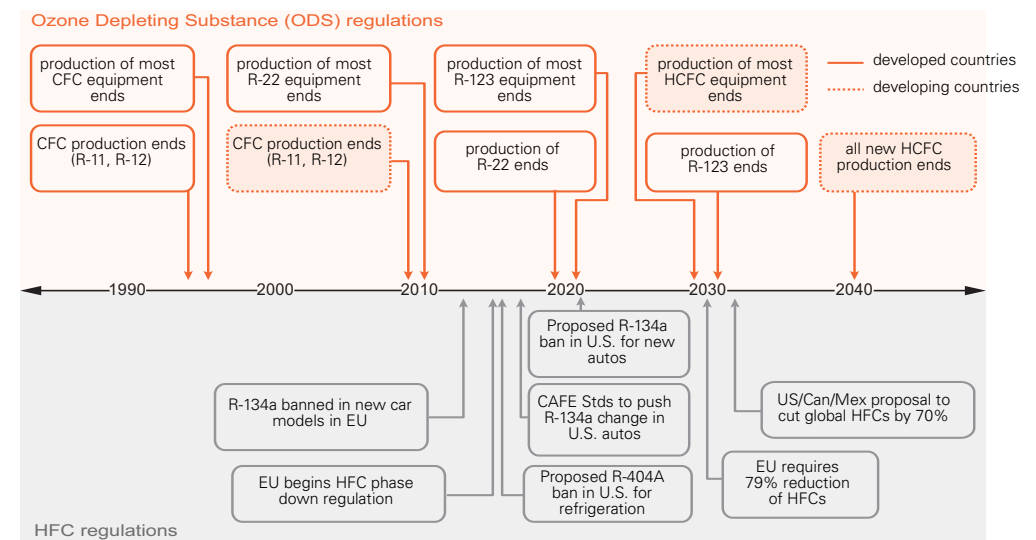 Ozone Depleting Substance (ODS) regulations
production of most
CFC equipment
ends
production of most
R-22 equipment
ends
production of most
R-123 equipment
ends
production of most
HCFC equipment
ends
developed countries
developing countries
CFC production ends
(R-11, R-12)
CFC production ends
(R-11, R-12)
production of
R-22 ends
production
of R-123 ends
all new HCFC
production ends
1990 2000 2010 2020 2030 2040
Proposed R-134a
ban in U.S. for new
autos
R-134a banned in new car
models in EU
CAFE Stds to push
R-134a change in
U.S. autos
US/Can/Mex proposal to
cut global HFCs by 70%
EU begins HFC phase
down regulation
Proposed R-404A
ban in U.S. for
refrigeration
EU requires
79% reduction
of HFCs
HFC regulations